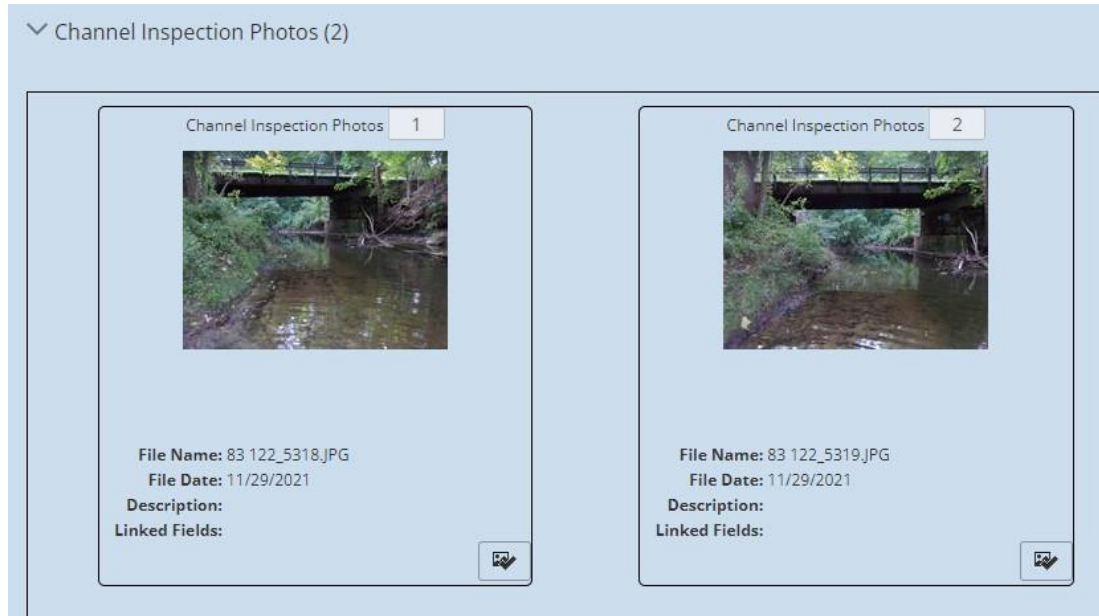 Channel Inspection Photos (2)
Channel Inspection Photos 1
File Name: 83 122_5318.JPG
File Date: 11/29/2021
Description:
Linked Fields:
Channel Inspection Photos 2
File Name: 83 122_5319.JPG
File Date: 11/29/2021
Description:
Linked Fields: